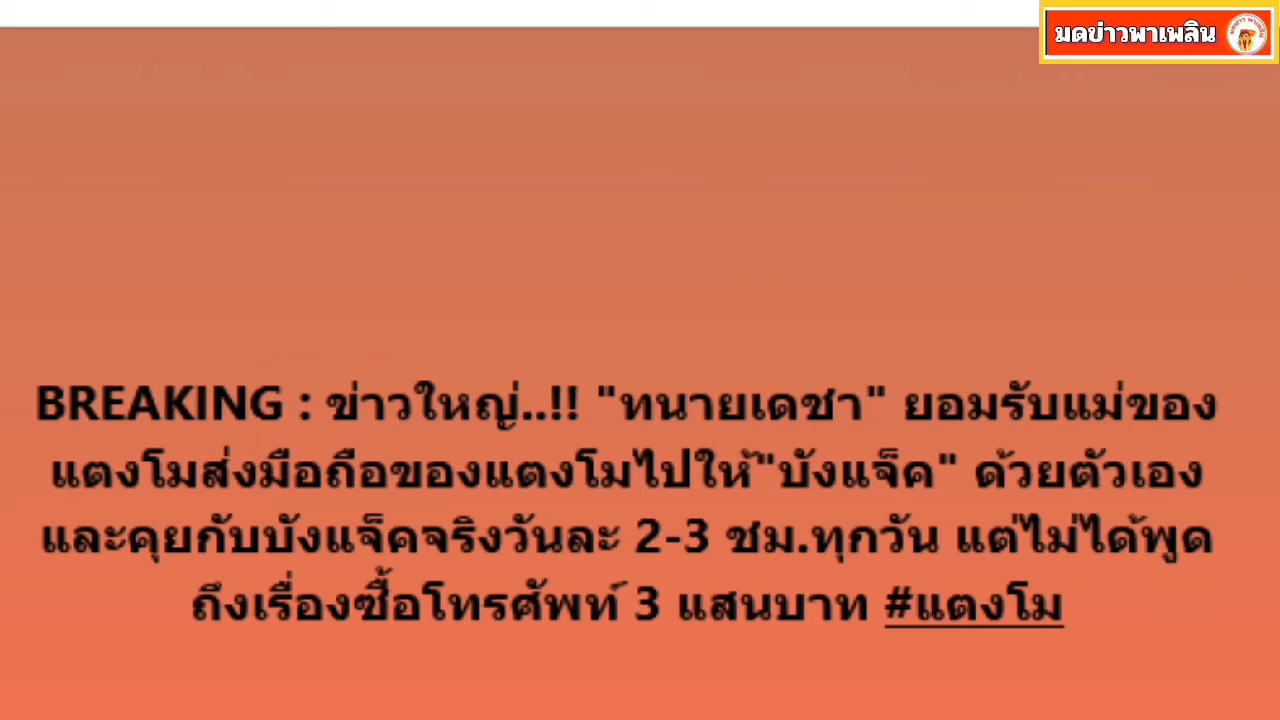 มดข่าวพาเพลิน
BREAKING : ข่าวใหญ่..!! "ทนายเดชา" ยอมรับแม่ของ
แตงโมส่งมือถือของแตงโมไปให้"บังแจ็ค" ด้วยตัวเอง
และคุยกับบังแจ็คจริงวันละ 2-3 ชม.ทุกวัน แต่ไม่ได้พูด
ถึงเรื่องซื้อโทรศัพท์ 3 แสนบาท #แตงโม